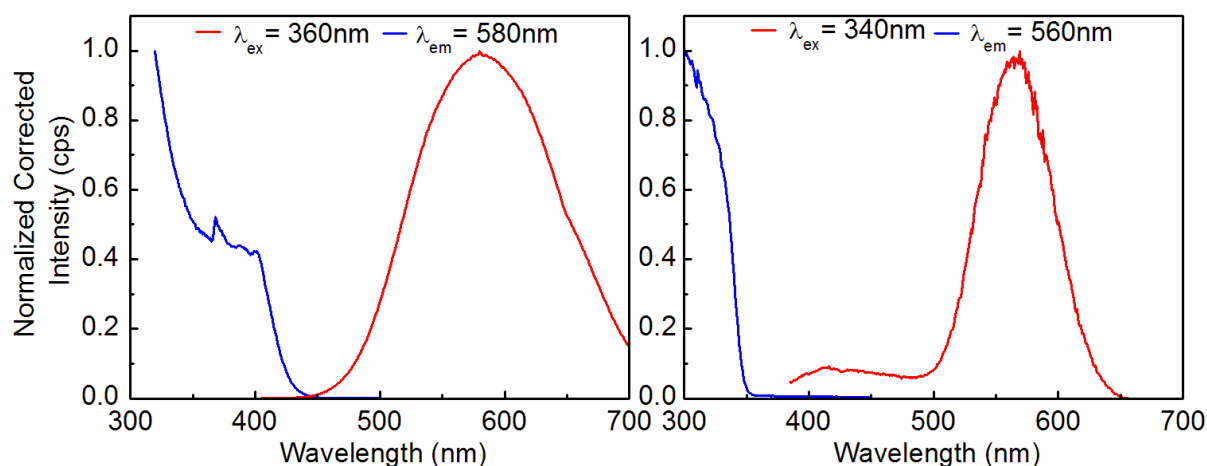 λex = 360nm λem = 580nm
λex = 340nm λem = 560nm
Normalized Corrected
Intensity (cps)
1.0
0.8
0.6
0.4
0.2
0.0
300 400 500 600 700
Wavelength (nm)
1.0
0.8
0.6
0.4
0.2
0.0
300 400 500 600 700
Wavelength (nm)